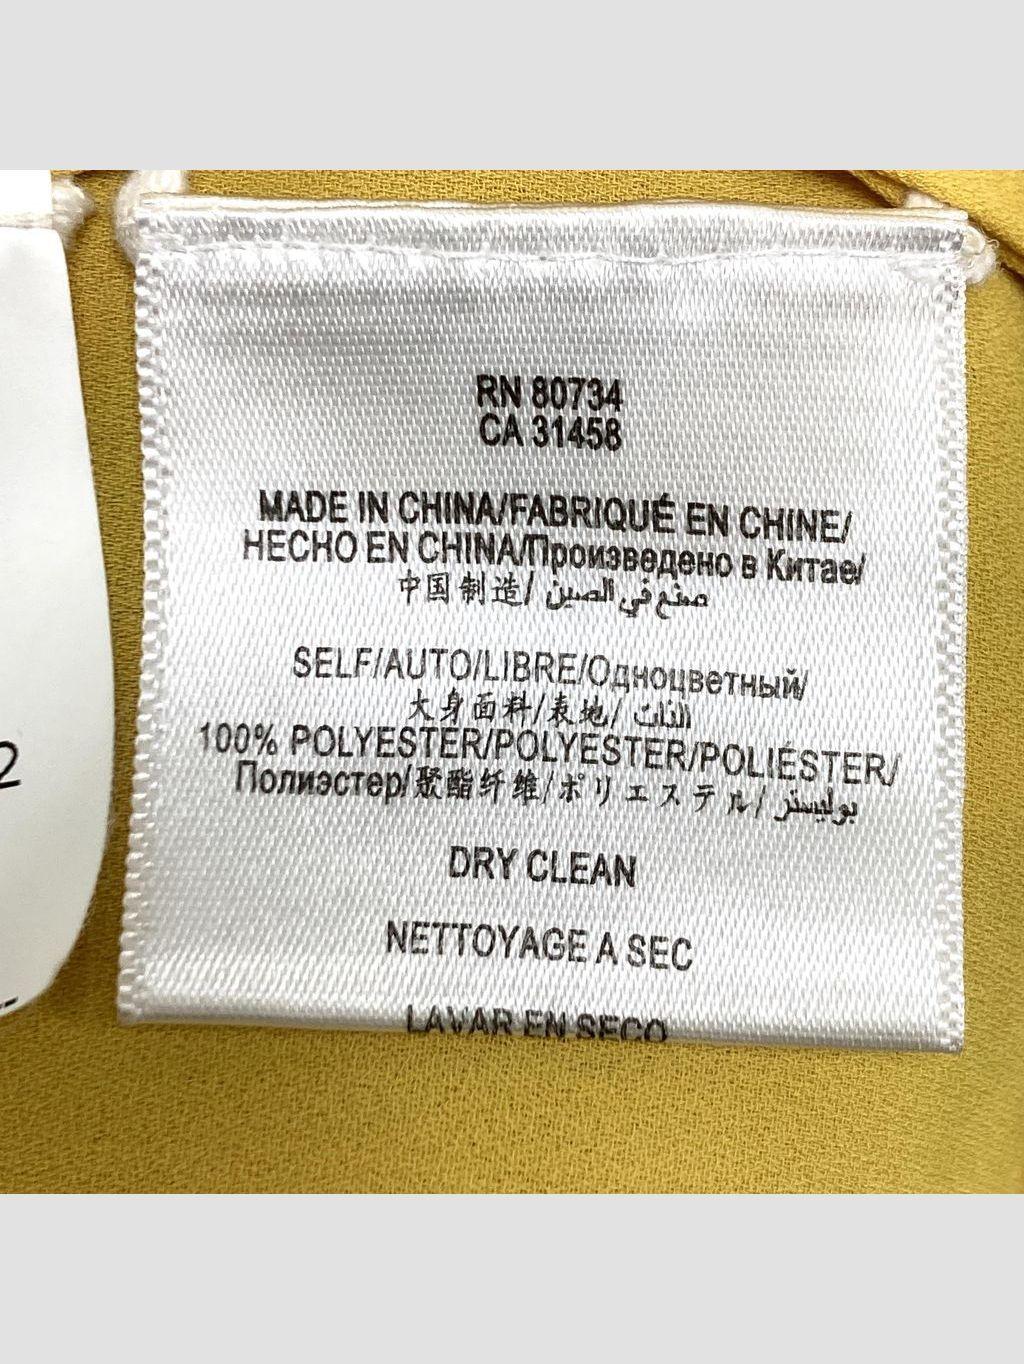 RN 80734
CA 31458
MADE IN CHINA/FABRIQUÉ EN CHINE/
HECHO EN CHINA/Произведено в Китае/
中国制造/ صنع في الصين
SELF/AUTO/LIBRE/Одноцветный/
大身面料/表地/ الذات
100% POLYESTER/POLYESTER/POLIÉSTER/
Полиэстер/聚酯纤维/ポリエステル/ بوليستر
DRY CLEAN
NETTOYAGE A SEC
LAVAR EN SECO
2